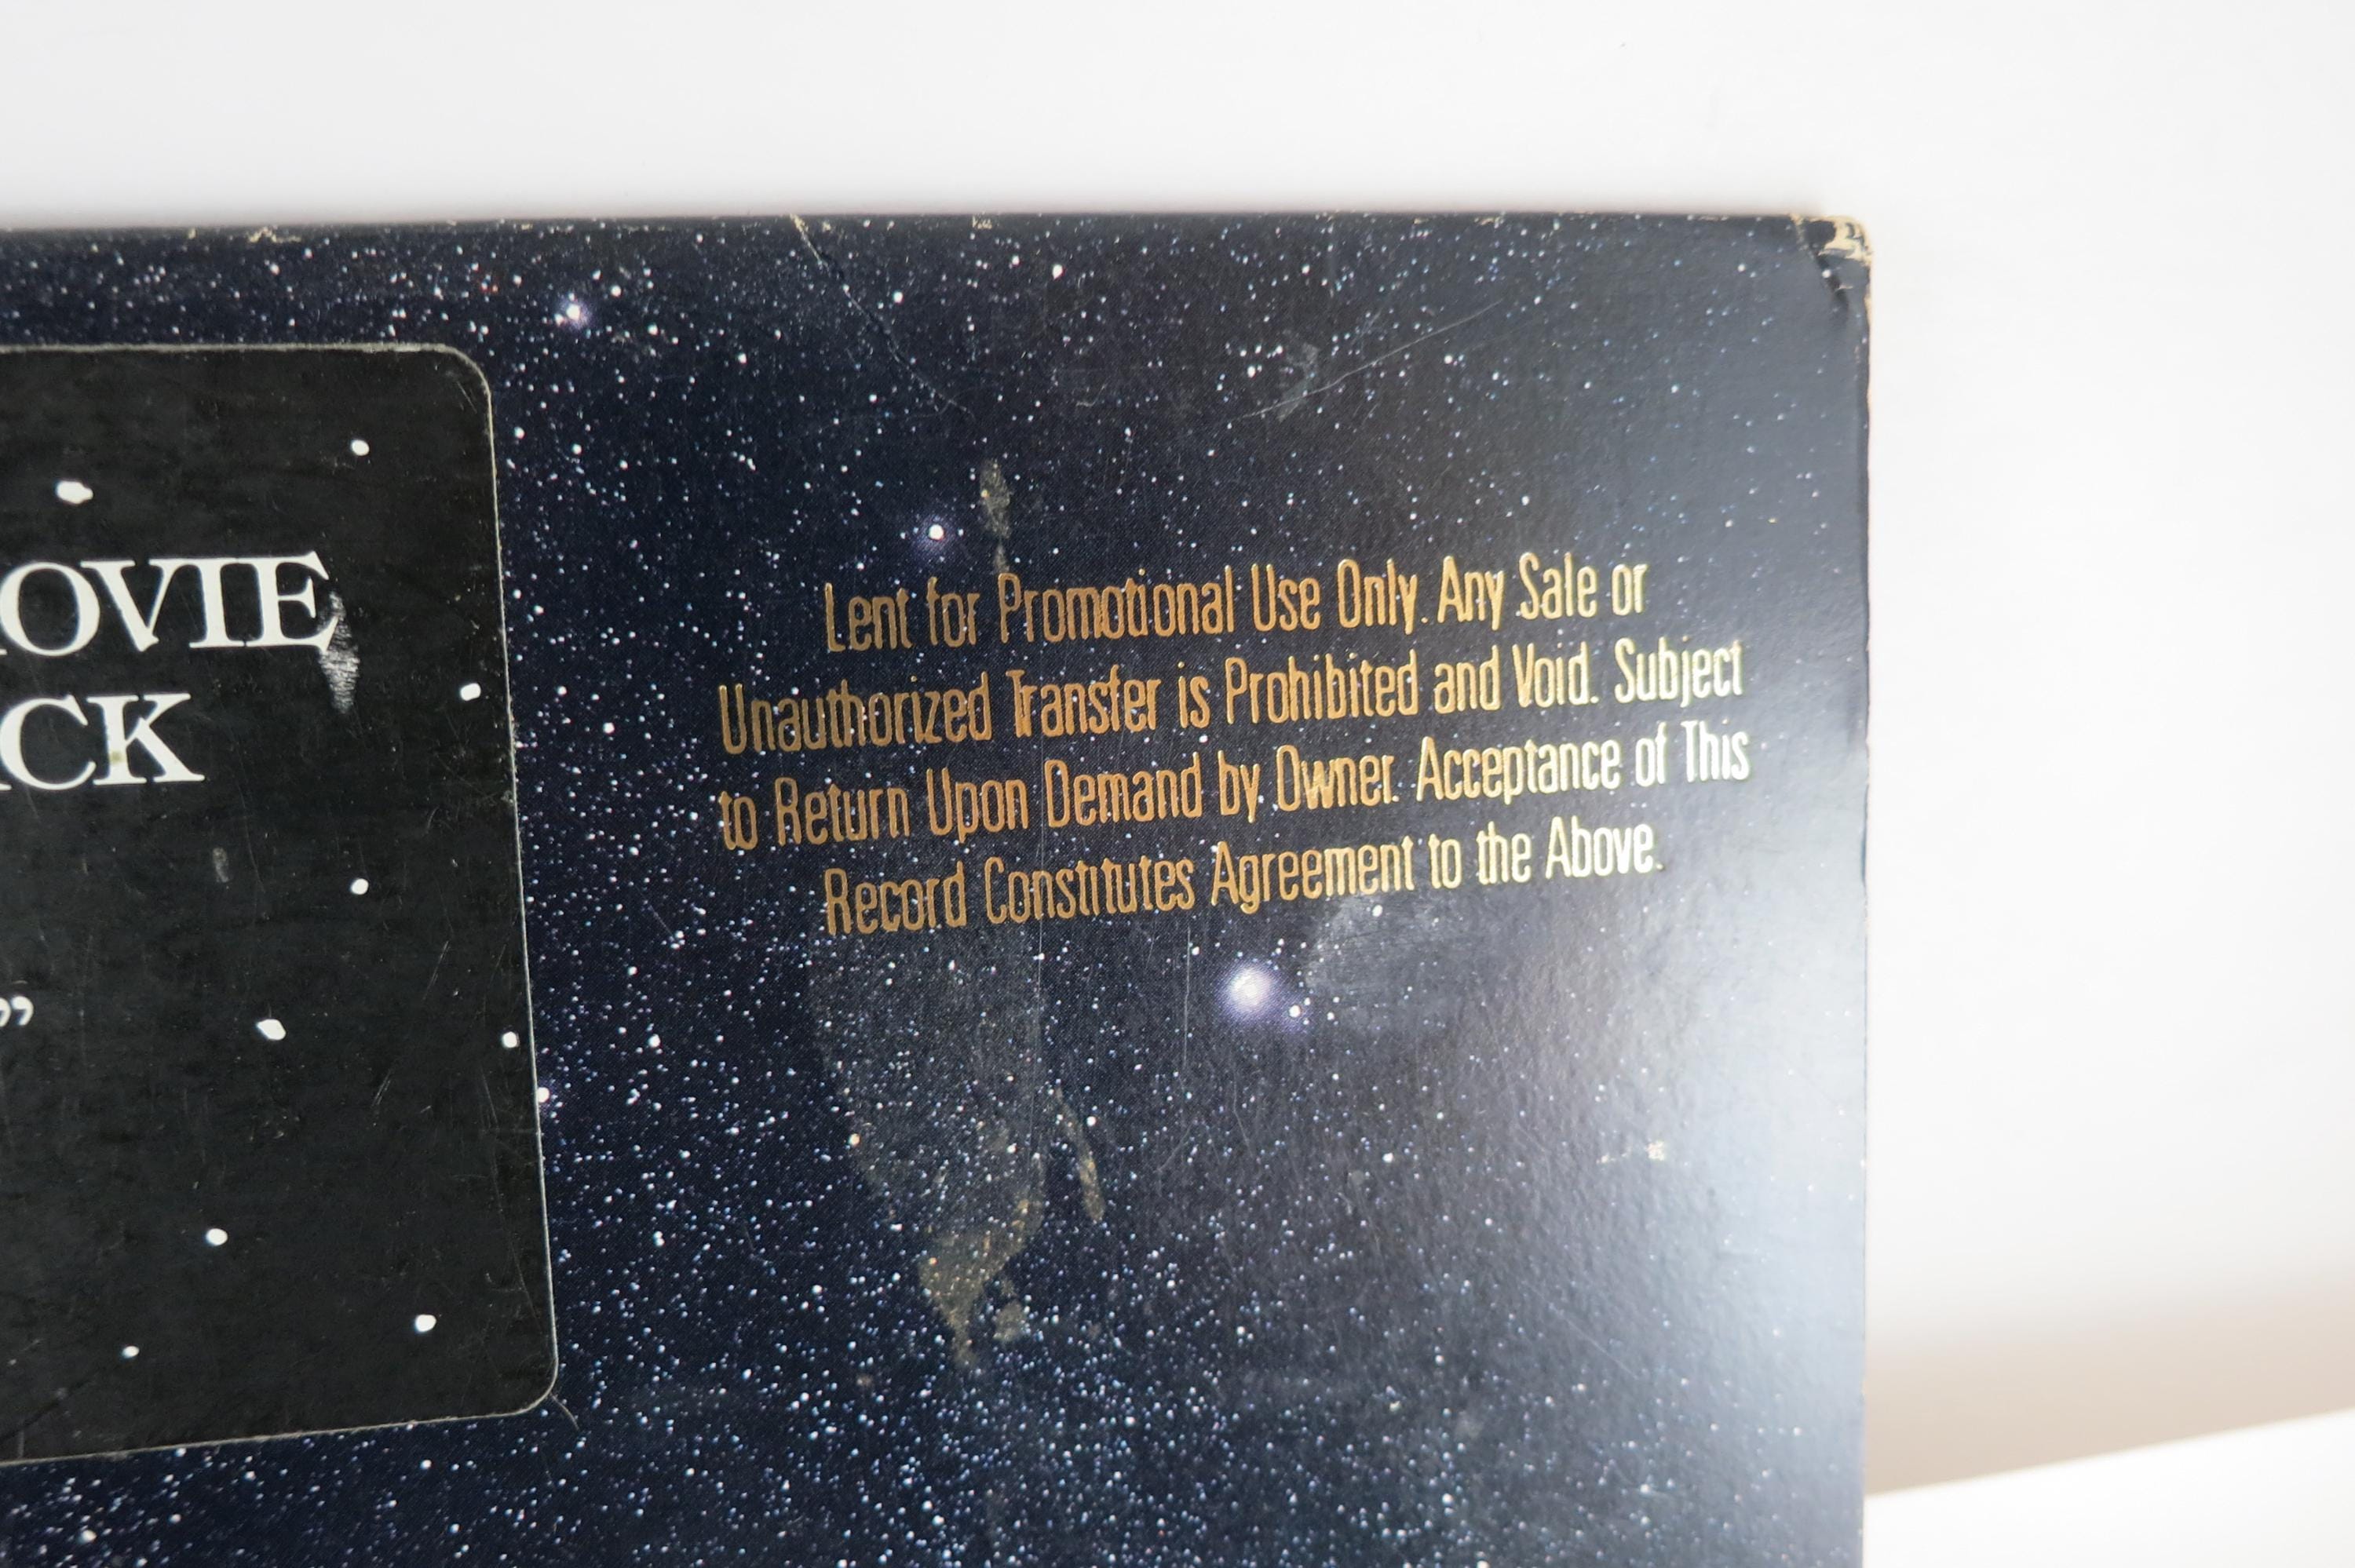 OVIE
CK
”
Lent for Promotional Use Only. Any Sale or
Unauthorized Transfer is Prohibited and Void. Subject
to Return Upon Demand by Owner. Acceptance of This
Record Constitutes Agreement to the Above.